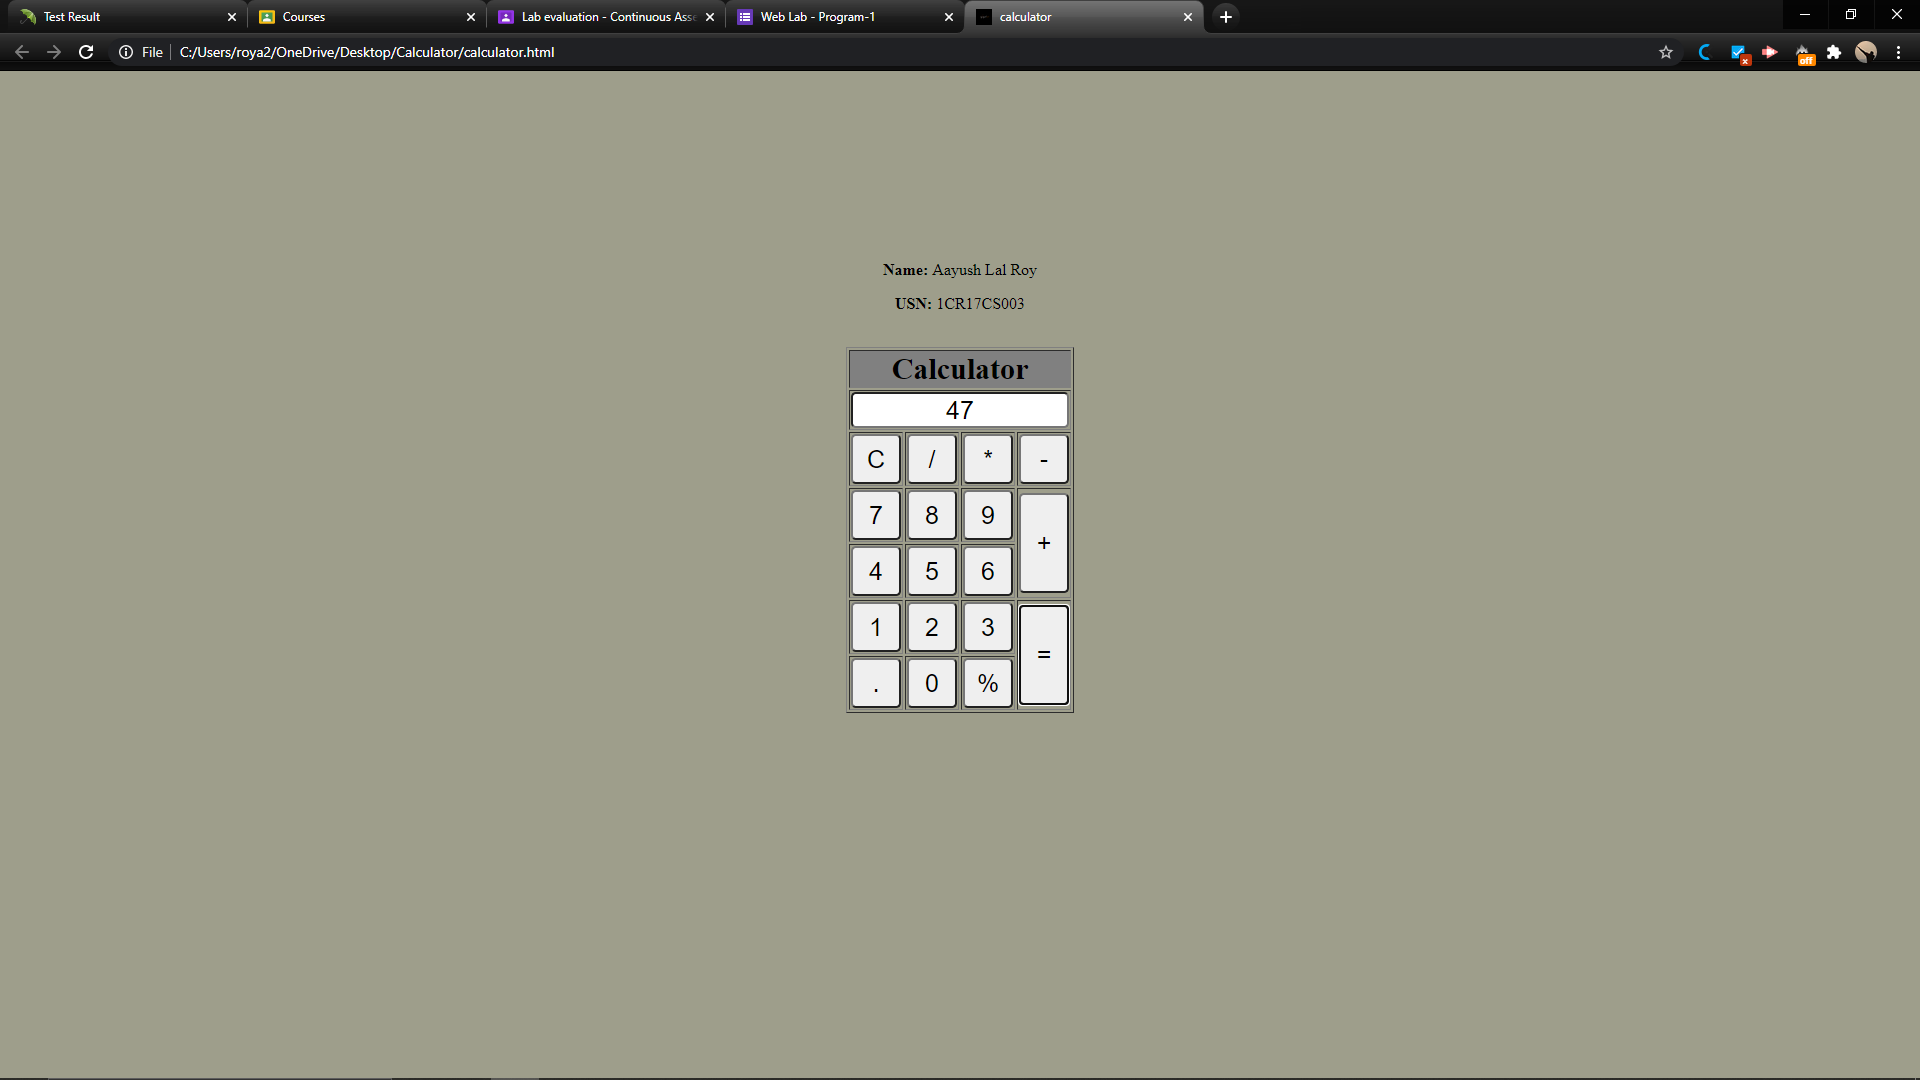 Test Result
Courses
Lab evaluation - Continuous Ass
Web Lab - Program-1
calculator
File
C:/Users/roya2/OneDrive/Desktop/Calculator/calculator.html
off
Name: Aayush Lal Roy
USN: 1CR17CS003
Calculator
47
C / * -
7 8 9 +
4 5 6
1 2 3 =
. 0 %